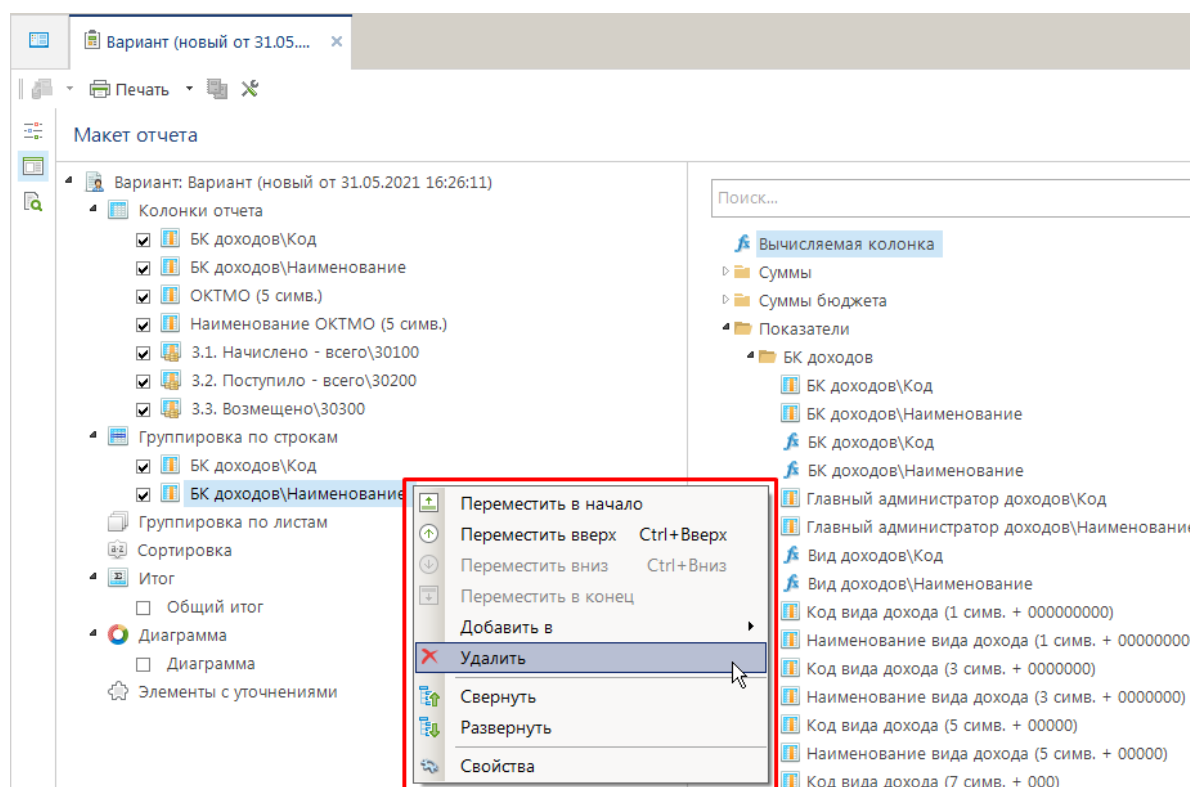 Вариант (новый от 31.05....
Печать
Макет отчета
Вариант: Вариант (новый от 31.05.2021 16:26:11)
Колонки отчета
БК доходов\Код
БК доходов\Наименование
ОКТМО (5 симв.)
Наименование ОКТМО (5 симв.)
3.1. Начислено - всего\30100
3.2. Поступило - всего\30200
3.3. Возмещено\30300
Группировка по строкам
БК доходов\Код
БК доходов\Наименование
Группировка по листам
Сортировка
Итог
Общий итог
Диаграмма
Диаграмма
Элементы с уточнениями
Переместить в начало
Переместить вверх Ctrl+Вверх
Переместить вниз Ctrl+Вниз
Переместить в конец
Добавить в
Удалить
Свернуть
Развернуть
Свойства
Поиск...
Вычисляемая колонка
Суммы
Суммы бюджета
Показатели
БК доходов
БК доходов\Код
БК доходов\Наименование
БК доходов\Код
БК доходов\Наименование
Главный администратор доходов\Код
Главный администратор доходов\Наименование
Вид доходов\Код
Вид доходов\Наименование
Код вида дохода (1 симв. + 000000000)
Наименование вида дохода (1 симв. + 00000000
Код вида дохода (3 симв. + 0000000)
Наименование вида дохода (3 симв. + 0000000)
Код вида дохода (5 симв. + 00000)
Наименование вида дохода (5 симв. + 00000)
Код вида дохода (7 симв. + 000)